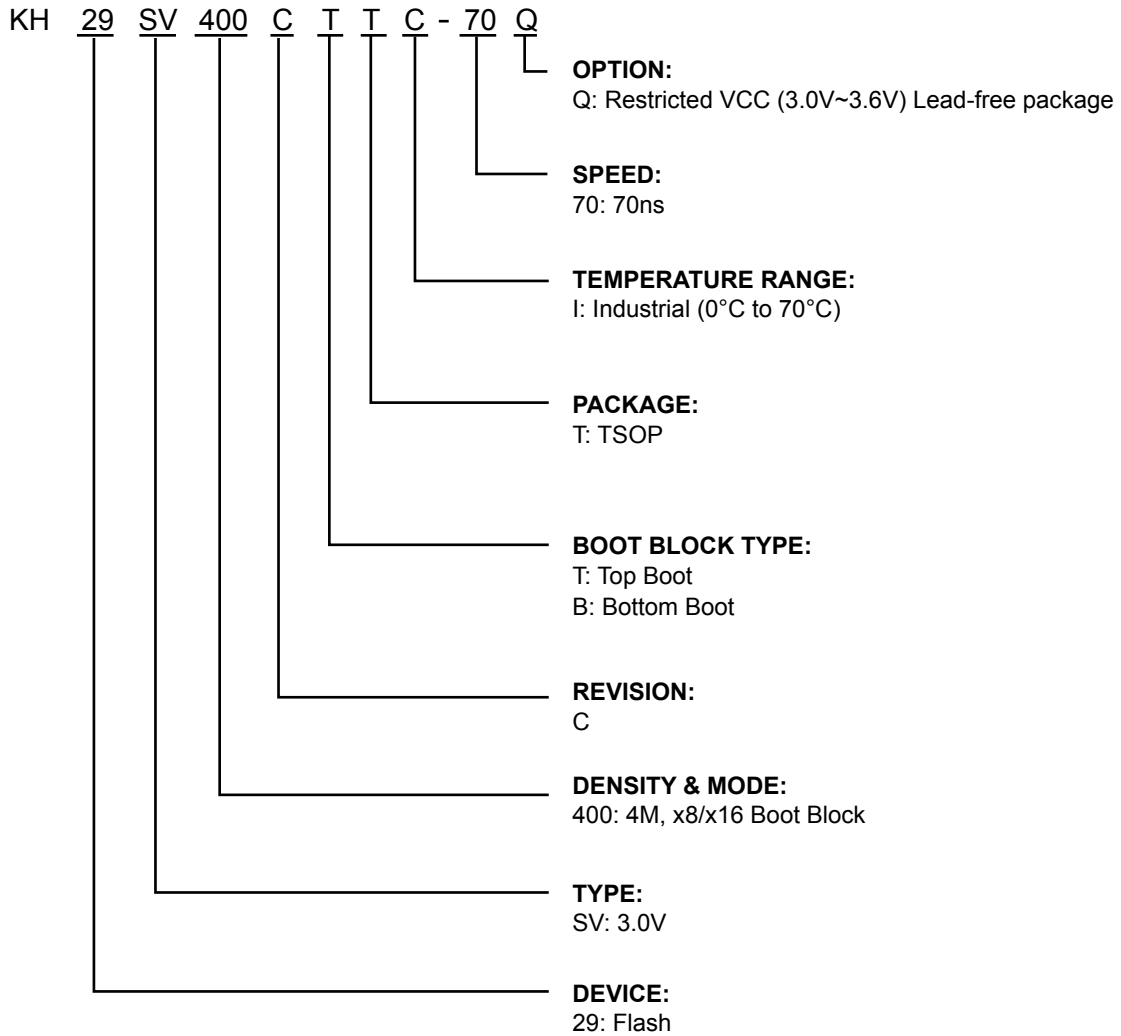 KH 29 SV 400 C T T C - 70 Q
OPTION:
Q: Restricted VCC (3.0V~3.6V) Lead-free package
SPEED:
70: 70ns
TEMPERATURE RANGE:
I: Industrial (0°C to 70°C)
PACKAGE:
T: TSOP
BOOT BLOCK TYPE:
T: Top Boot
B: Bottom Boot
REVISION:
C
DENSITY & MODE:
400: 4M, x8/x16 Boot Block
TYPE:
SV: 3.0V
DEVICE:
29: Flash